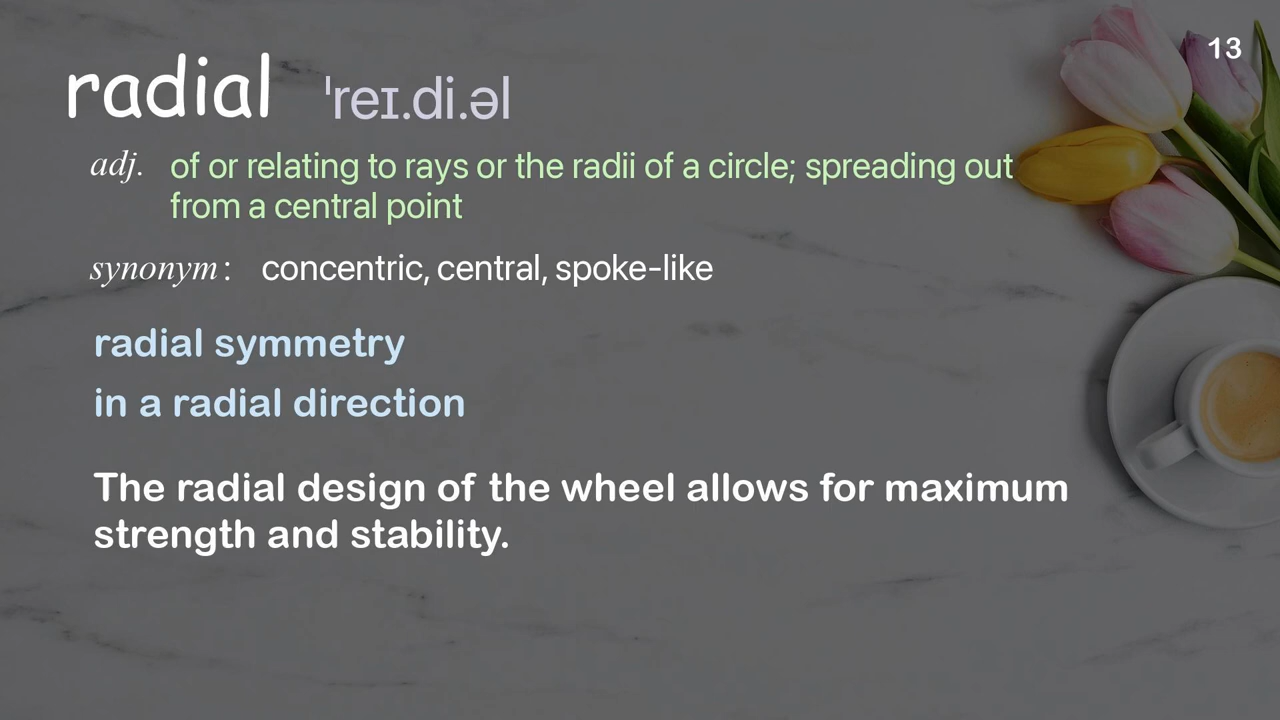 13
radial ˈreɪ.di.əl
adj. of or relating to rays or the radii of a circle; spreading out
from a central point
synonym: concentric, central, spoke-like
radial symmetry
in a radial direction
The radial design of the wheel allows for maximum
strength and stability.